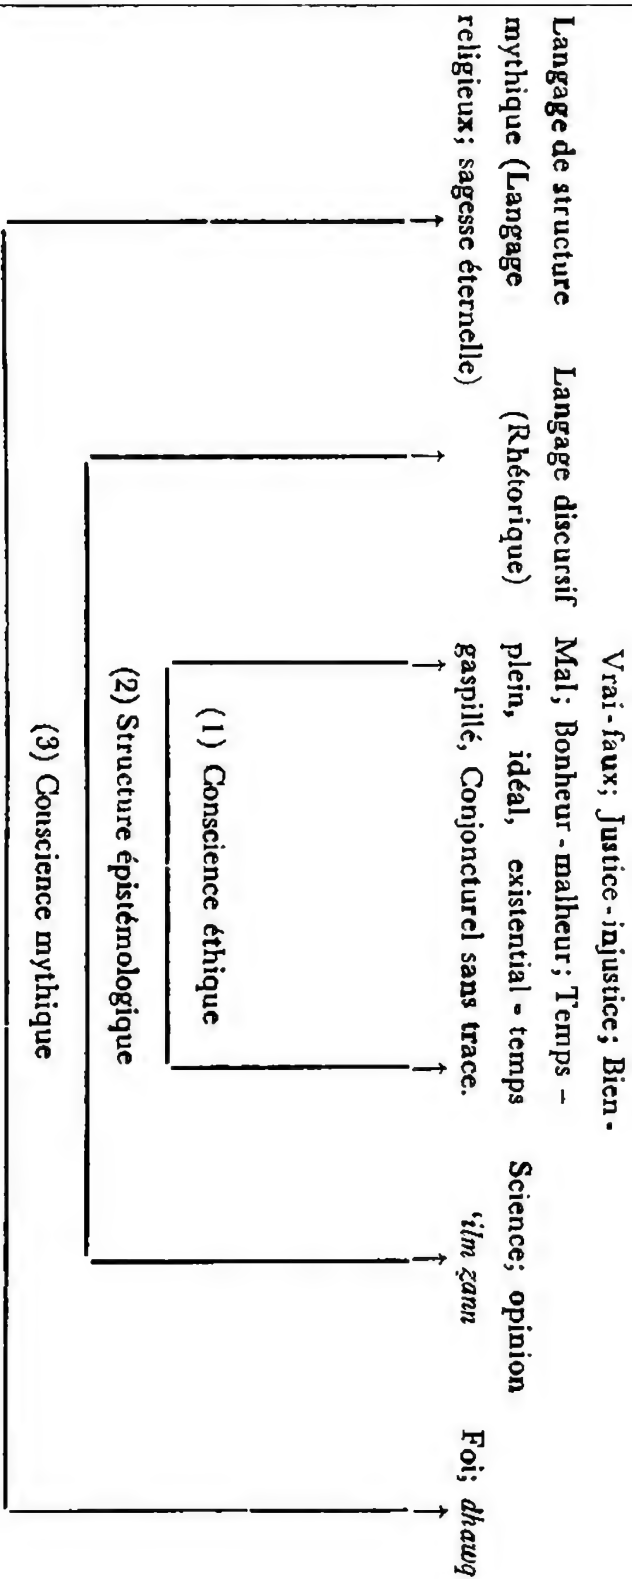 Langage de structure
mythique (Langage
religieux; sagesse éternelle)
Langage discursif
(Rhétorique)
Vrai-faux; Justice-injustice; Bien-
Mal; Bonheur-malheur; Temps –
plein, idéal, existential - temps
gaspillé, Conjoncturel sans trace.
Science; opinion
‘ilm ẓann
Foi; dhawq
(1) Conscience éthique
(2) Structure épistémologique
(3) Conscience mythique